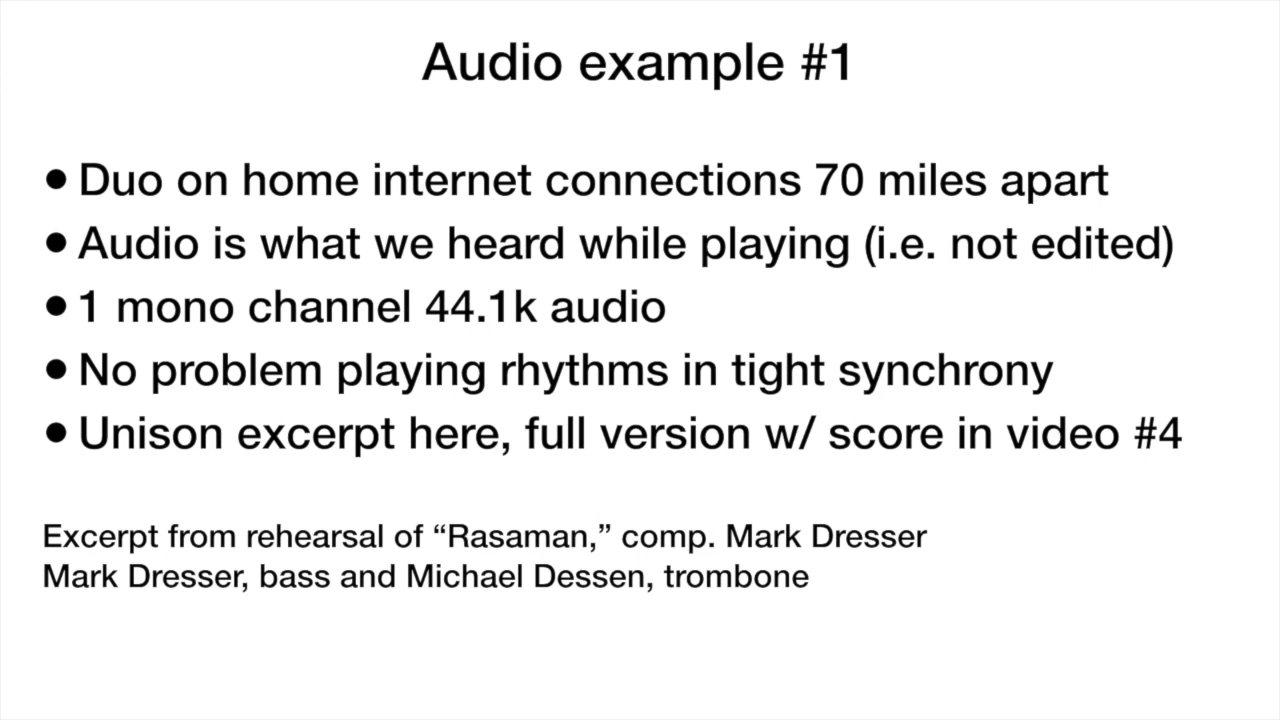 Audio example #1
• Duo on home internet connections 70 miles apart
• Audio is what we heard while playing (i.e. not edited)
• 1 mono channel 44.1k audio
• No problem playing rhythms in tight synchrony
• Unison excerpt here, full version w/ score in video #4
Excerpt from rehearsal of “Rasaman,” comp. Mark Dresser
Mark Dresser, bass and Michael Dessen, trombone